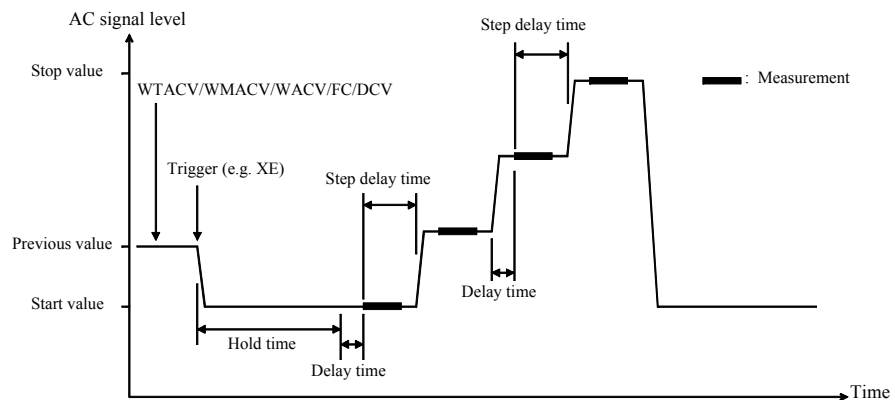 AC signal level
Step delay time
Stop value
WTACV/WMACV/WACV/FC/DCV
: Measurement
Trigger (e.g. XE)
Step delay time
Previous value
Delay time
Start value
Hold time
Delay time
Time